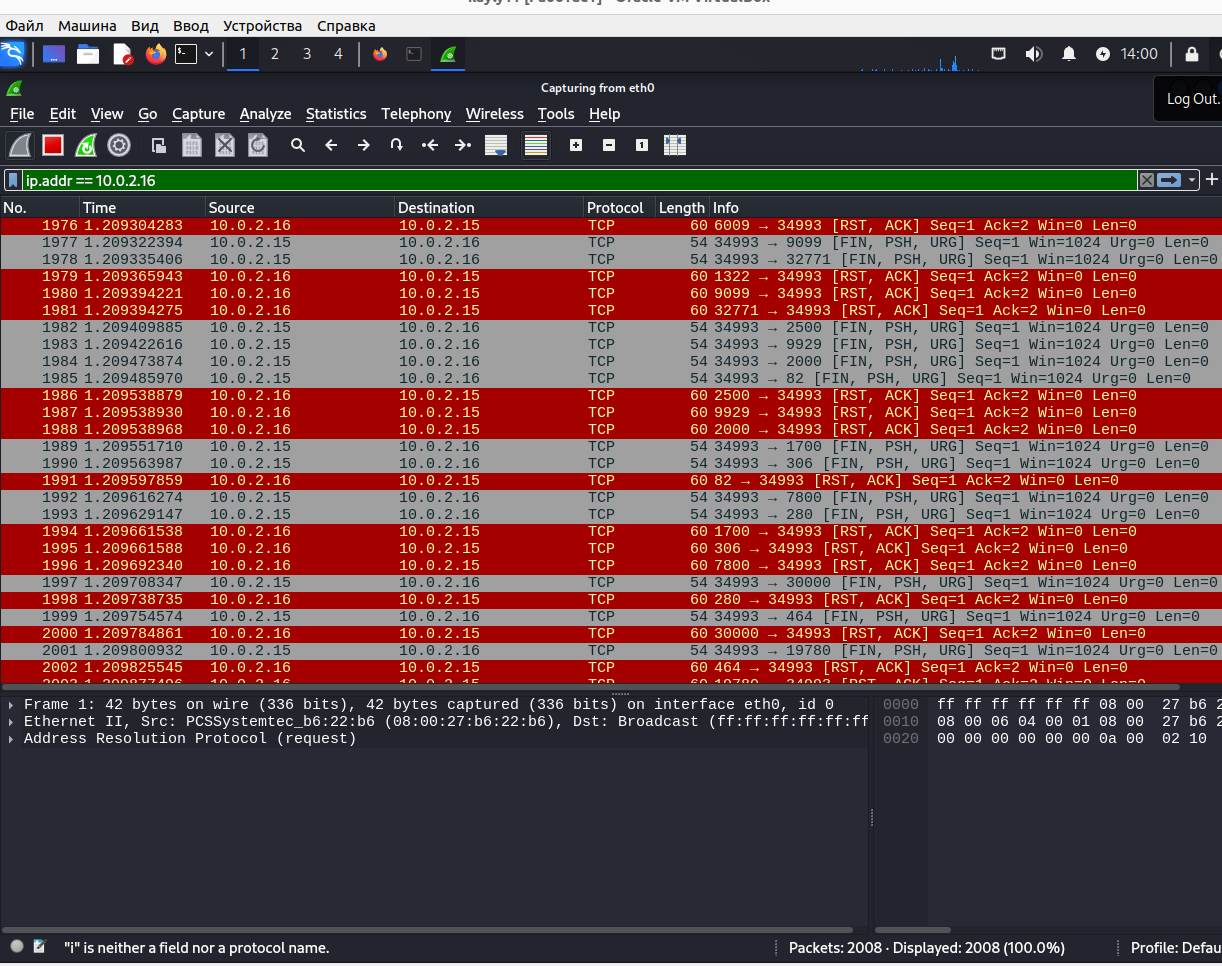 Файл Машина Вид Ввод Устройства Справка
1 2 3 4 14:00
Capturing from eth0
Log Out.
File Edit View Go Capture Analyze Statistics Telephony Wireless Tools Help
ip.addr == 10.0.2.16
No. Time Source Destination Protocol Length Info
1976 1.209304283 10.0.2.16 10.0.2.15 TCP 60 6009 → 34993 [RST, ACK] Seq=1 Ack=2 Win=0 Len=0
1977 1.209322394 10.0.2.15 10.0.2.16 TCP 54 34993 → 9099 [FIN, PSH, URG] Seq=1 Win=1024 Urg=0 Len=0
1978 1.209335406 10.0.2.15 10.0.2.16 TCP 54 34993 → 32771 [FIN, PSH, URG] Seq=1 Win=1024 Urg=0 Len=0
1979 1.209365943 10.0.2.16 10.0.2.15 TCP 60 1322 → 34993 [RST, ACK] Seq=1 Ack=2 Win=0 Len=0
1980 1.209394221 10.0.2.16 10.0.2.15 TCP 60 9099 → 34993 [RST, ACK] Seq=1 Ack=2 Win=0 Len=0
1981 1.209394275 10.0.2.16 10.0.2.15 TCP 60 32771 → 34993 [RST, ACK] Seq=1 Ack=2 Win=0 Len=0
1982 1.209409885 10.0.2.15 10.0.2.16 TCP 54 34993 → 2500 [FIN, PSH, URG] Seq=1 Win=1024 Urg=0 Len=0
1983 1.209422616 10.0.2.15 10.0.2.16 TCP 54 34993 → 9929 [FIN, PSH, URG] Seq=1 Win=1024 Urg=0 Len=0
1984 1.209473874 10.0.2.15 10.0.2.16 TCP 54 34993 → 2000 [FIN, PSH, URG] Seq=1 Win=1024 Urg=0 Len=0
1985 1.209485970 10.0.2.15 10.0.2.16 TCP 54 34993 → 82 [FIN, PSH, URG] Seq=1 Win=1024 Urg=0 Len=0
1986 1.209538879 10.0.2.16 10.0.2.15 TCP 60 2500 → 34993 [RST, ACK] Seq=1 Ack=2 Win=0 Len=0
1987 1.209538930 10.0.2.16 10.0.2.15 TCP 60 9929 → 34993 [RST, ACK] Seq=1 Ack=2 Win=0 Len=0
1988 1.209538968 10.0.2.16 10.0.2.15 TCP 60 2000 → 34993 [RST, ACK] Seq=1 Ack=2 Win=0 Len=0
1989 1.209551710 10.0.2.15 10.0.2.16 TCP 54 34993 → 1700 [FIN, PSH, URG] Seq=1 Win=1024 Urg=0 Len=0
1990 1.209563987 10.0.2.15 10.0.2.16 TCP 54 34993 → 306 [FIN, PSH, URG] Seq=1 Win=1024 Urg=0 Len=0
1991 1.209597859 10.0.2.16 10.0.2.15 TCP 60 82 → 34993 [RST, ACK] Seq=1 Ack=2 Win=0 Len=0
1992 1.209616274 10.0.2.15 10.0.2.16 TCP 54 34993 → 7800 [FIN, PSH, URG] Seq=1 Win=1024 Urg=0 Len=0
1993 1.209629147 10.0.2.15 10.0.2.16 TCP 54 34993 → 280 [FIN, PSH, URG] Seq=1 Win=1024 Urg=0 Len=0
1994 1.209661538 10.0.2.16 10.0.2.15 TCP 60 1700 → 34993 [RST, ACK] Seq=1 Ack=2 Win=0 Len=0
1995 1.209661588 10.0.2.16 10.0.2.15 TCP 60 306 → 34993 [RST, ACK] Seq=1 Ack=2 Win=0 Len=0
1996 1.209692340 10.0.2.16 10.0.2.15 TCP 60 7800 → 34993 [RST, ACK] Seq=1 Ack=2 Win=0 Len=0
1997 1.209708347 10.0.2.15 10.0.2.16 TCP 54 34993 → 30000 [FIN, PSH, URG] Seq=1 Win=1024 Urg=0 Len=0
1998 1.209738735 10.0.2.16 10.0.2.15 TCP 60 280 → 34993 [RST, ACK] Seq=1 Ack=2 Win=0 Len=0
1999 1.209754574 10.0.2.15 10.0.2.16 TCP 54 34993 → 464 [FIN, PSH, URG] Seq=1 Win=1024 Urg=0 Len=0
2000 1.209784861 10.0.2.16 10.0.2.15 TCP 60 30000 → 34993 [RST, ACK] Seq=1 Ack=2 Win=0 Len=0
2001 1.209800932 10.0.2.15 10.0.2.16 TCP 54 34993 → 19780 [FIN, PSH, URG] Seq=1 Win=1024 Urg=0 Len=0
2002 1.209825545 10.0.2.16 10.0.2.15 TCP 60 464 → 34993 [RST, ACK] Seq=1 Ack=2 Win=0 Len=0
Frame 1: 42 bytes on wire (336 bits), 42 bytes captured (336 bits) on interface eth0, id 0
Ethernet II, Src: PCSSystemtec_b6:22:b6 (08:00:27:b6:22:b6), Dst: Broadcast (ff:ff:ff:ff:ff:ff
Address Resolution Protocol (request)
0000 ff ff ff ff ff ff 08 00 27 b6 2
0010 08 00 06 04 00 01 08 00 27 b6 2
0020 00 00 00 00 00 00 0a 00 02 10
"i" is neither a field nor a protocol name.
Packets: 2008 · Displayed: 2008 (100.0%)
Profile: Defau